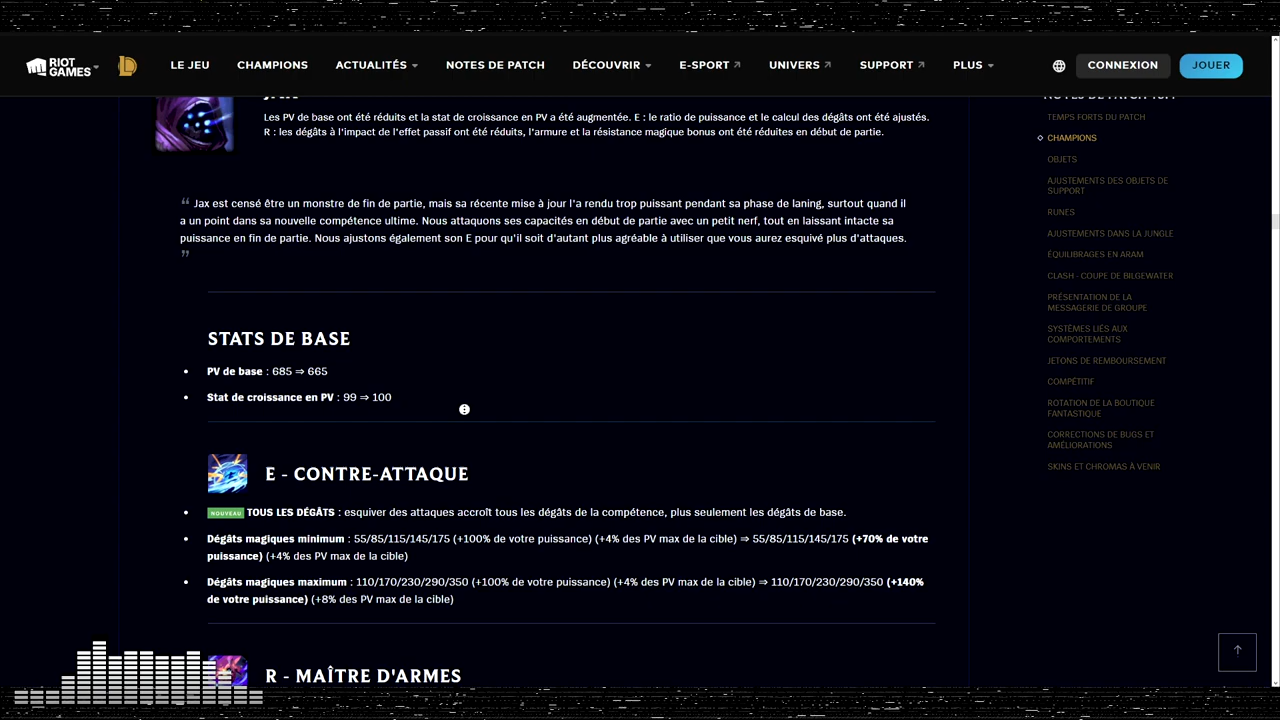 RIOT GAMES
LE JEU
CHAMPIONS
ACTUALITÉS
NOTES DE PATCH
DÉCOUVRIR
E-SPORT
UNIVERS
SUPPORT
PLUS
CONNEXION
JOUER
Les PV de base ont été réduits et la stat de croissance en PV a été augmentée. E : le ratio de puissance et le calcul des dégâts ont été ajustés.
R : les dégâts à l'impact de l'effet passif ont été réduits, l'armure et la résistance magique bonus ont été réduites en début de partie.
“ Jax est censé être un monstre de fin de partie, mais sa récente mise à jour l'a rendu trop puissant pendant sa phase de laning, surtout quand il
a un point dans sa nouvelle compétence ultime. Nous attaquons ses capacités en début de partie avec un petit nerf, tout en laissant intacte sa
puissance en fin de partie. Nous ajustons également son E pour qu'il soit d'autant plus agréable à utiliser que vous aurez esquivé plus d'attaques.
”
STATS DE BASE
• PV de base : 685 ⇒ 665
• Stat de croissance en PV : 99 ⇒ 100
E - CONTRE-ATTAQUE
• NOUVEAU TOUS LES DÉGÂTS : esquiver des attaques accroît tous les dégâts de la compétence, plus seulement les dégâts de base.
• Dégâts magiques minimum : 55/85/115/145/175 (+100% de votre puissance) (+4% des PV max de la cible) ⇒ 55/85/115/145/175 (+70% de votre
puissance) (+4% des PV max de la cible)
• Dégâts magiques maximum : 110/170/230/290/350 (+100% de votre puissance) (+4% des PV max de la cible) ⇒ 110/170/230/290/350 (+140%
de votre puissance) (+8% des PV max de la cible)
R - MAÎTRE D'ARMES
TEMPS FORTS DU PATCH
CHAMPIONS
OBJETS
AJUSTEMENTS DES OBJETS DE
SUPPORT
RUNES
AJUSTEMENTS DANS LA JUNGLE
ÉQUILIBRAGES EN ARAM
CLASH - COUPE DE BILGEWATER
PRÉSENTATION DE LA
MESSAGERIE DE GROUPE
SYSTÈMES LIÉS AUX
COMPORTEMENTS
JETONS DE REMBOURSEMENT
COMPÉTITIF
ROTATION DE LA BOUTIQUE
FANTASTIQUE
CORRECTIONS DE BUGS ET
AMÉLIORATIONS
SKINS ET CHROMAS À VENIR